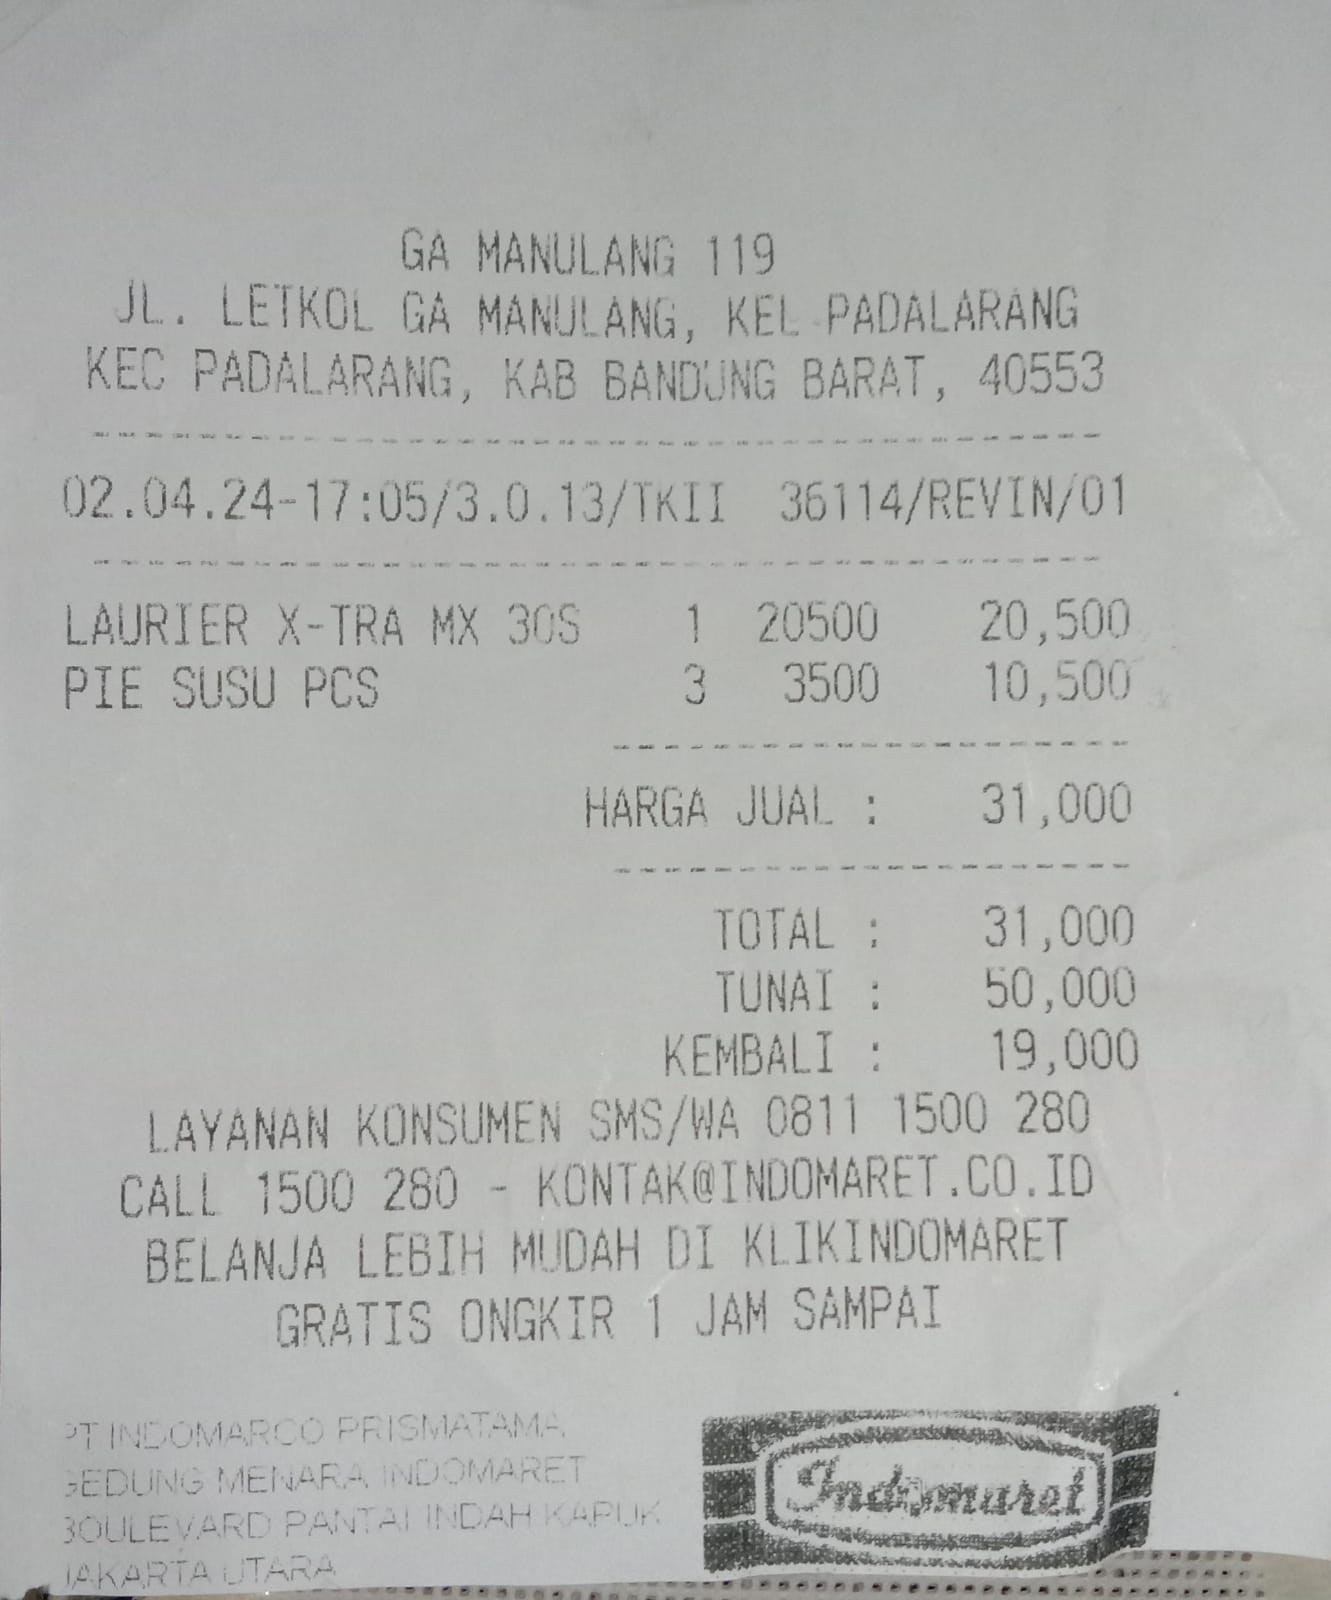 GA MANULANG 119
JL. LETKOL GA MANULANG, KEL PADALARANG
KEC PADALARANG, KAB BANDUNG BARAT, 40553
02.04.24-17:05/3.0.13/TKII 36114/REVIN/01
LAURIER X-TRA MX 30S 1 20500 20,500
PIE SUSU PCS 3 3500 10,500
HARGA JUAL : 31,000
TOTAL : 31,000
TUNAI : 50,000
KEMBALI : 19,000
LAYANAN KONSUMEN SMS/WA 0811 1500 280
CALL 1500 280 - KONTAK@INDOMARET.CO.ID
BELANJA LEBIH MUDAH DI KLIKINDOMARET
GRATIS ONGKIR 1 JAM SAMPAI
PT INDOMARCO PRISMATAMA
GEDUNG MENARA INDOMARET
BOULEVARD PANTAI INDAH KAPUK
JAKARTA UTARA
Indomaret